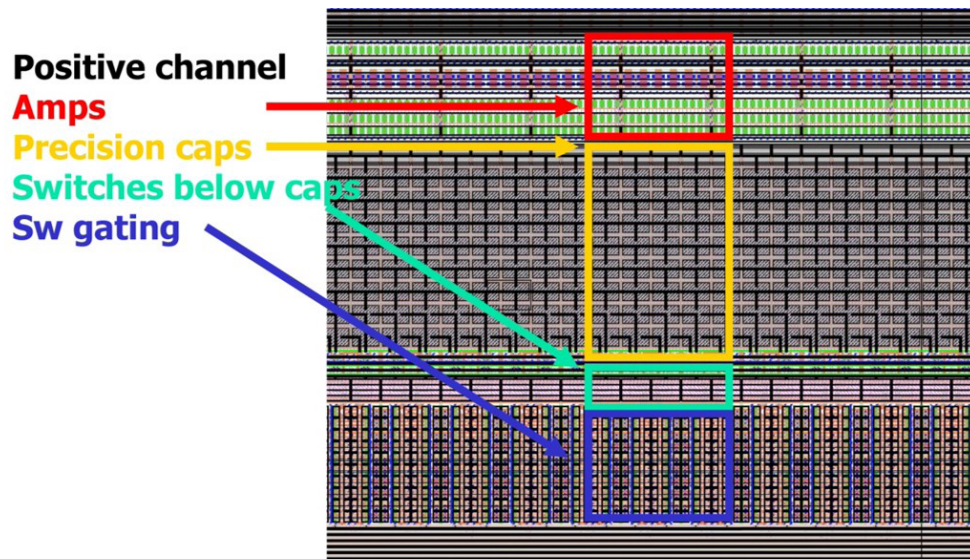 Positive channel
Amps
Precision caps
Switches below caps
Sw gating